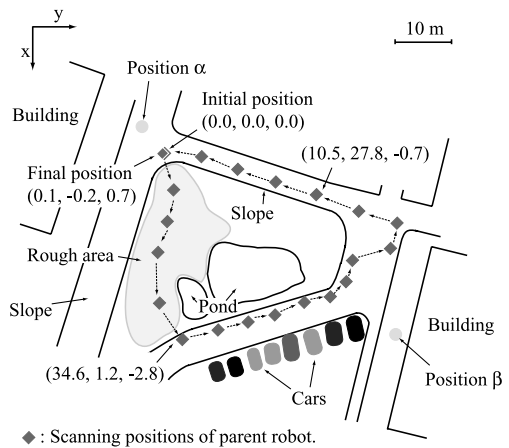 y
x
10 m
Position α
Building
Initial position
(0.0, 0.0, 0.0)
(10.5, 27.8, -0.7)
Final position
(0.1, -0.2, 0.7)
Slope
Rough area
Slope
Pond
Building
(34.6, 1.2, -2.8)
Cars
Position β
: Scanning positions of parent robot.